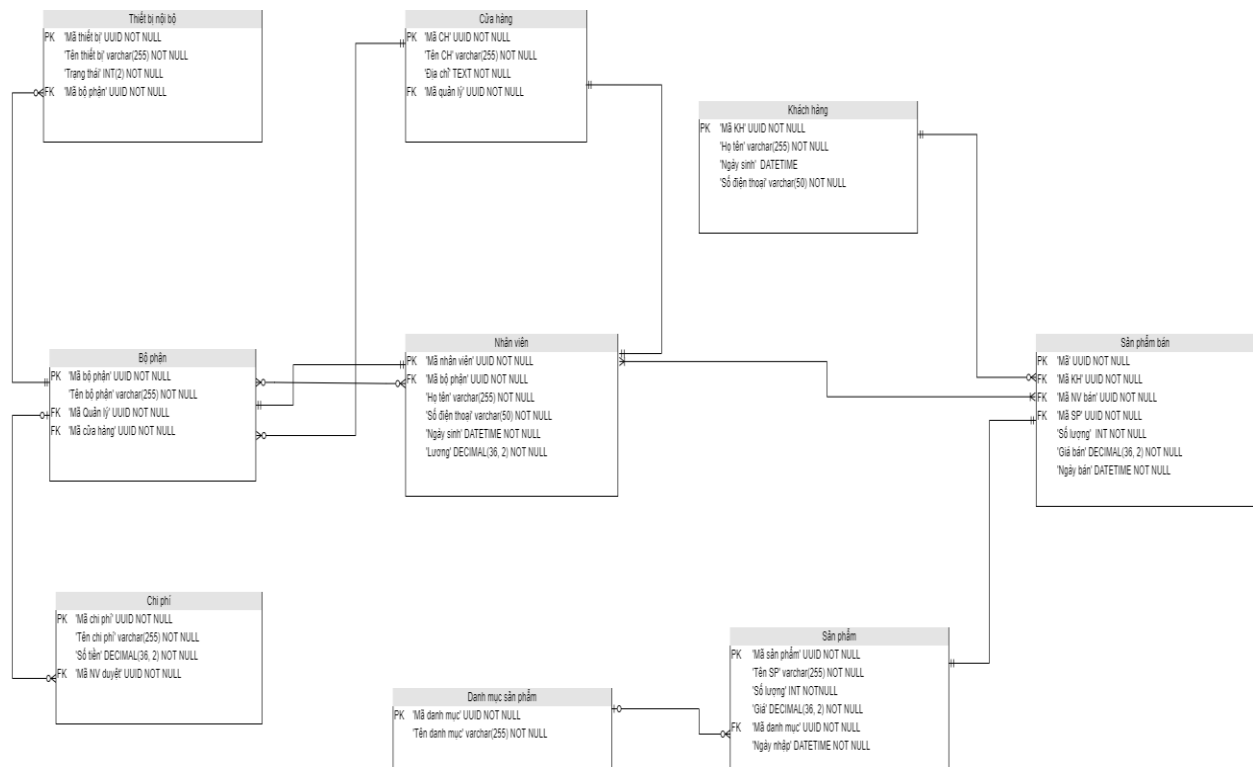 Thiết bị nội bộ
PK 'Mã thiết bị' UUID NOT NULL
'Tên thiết bị' varchar(255) NOT NULL
'Trạng thái' INT(2) NOT NULL
FK 'Mã bộ phận' UUID NOT NULL
Cửa hàng
PK 'Mã CH' UUID NOT NULL
'Tên CH' varchar(255) NOT NULL
'Địa chỉ' TEXT NOT NULL
FK 'Mã quản lý' UUID NOT NULL
Khách hàng
PK 'Mã KH' UUID NOT NULL
'Họ tên' varchar(255) NOT NULL
'Ngày sinh' DATETIME
'Số điện thoại' varchar(50) NOT NULL
Bộ phận
PK 'Mã bộ phận' UUID NOT NULL
'Tên bộ phận' varchar(255) NOT NULL
FK 'Mã Quản lý' UUID NOT NULL
FK 'Mã cửa hàng' UUID NOT NULL
Nhân viên
PK 'Mã nhân viên' UUID NOT NULL
FK 'Mã bộ phận' UUID NOT NULL
'Họ tên' varchar(255) NOT NULL
'Số điện thoại' varchar(50) NOT NULL
'Ngày sinh' DATETIME NOT NULL
'Lương' DECIMAL(36, 2) NOT NULL
Sản phẩm bán
PK 'Mã' UUID NOT NULL
FK 'Mã KH' UUID NOT NULL
FK 'Mã NV bán' UUID NOT NULL
FK 'Mã SP' UUID NOT NULL
'Số lượng' INT NOT NULL
'Giá bán' DECIMAL(36, 2) NOT NULL
'Ngày bán' DATETIME NOT NULL
Chi phí
PK 'Mã chi phí' UUID NOT NULL
'Tên chi phí' varchar(255) NOT NULL
'Số tiền' DECIMAL(36, 2) NOT NULL
FK 'Mã NV duyệt' UUID NOT NULL
Danh mục sản phẩm
PK 'Mã danh mục' UUID NOT NULL
'Tên danh mục' varchar(255) NOT NULL
Sản phẩm
PK 'Mã sản phẩm' UUID NOT NULL
'Tên SP' varchar(255) NOT NULL
'Số lượng' INT NOTNULL
'Giá' DECIMAL(36, 2) NOT NULL
FK 'Mã danh mục' UUID NOT NULL
'Ngày nhập' DATETIME NOT NULL